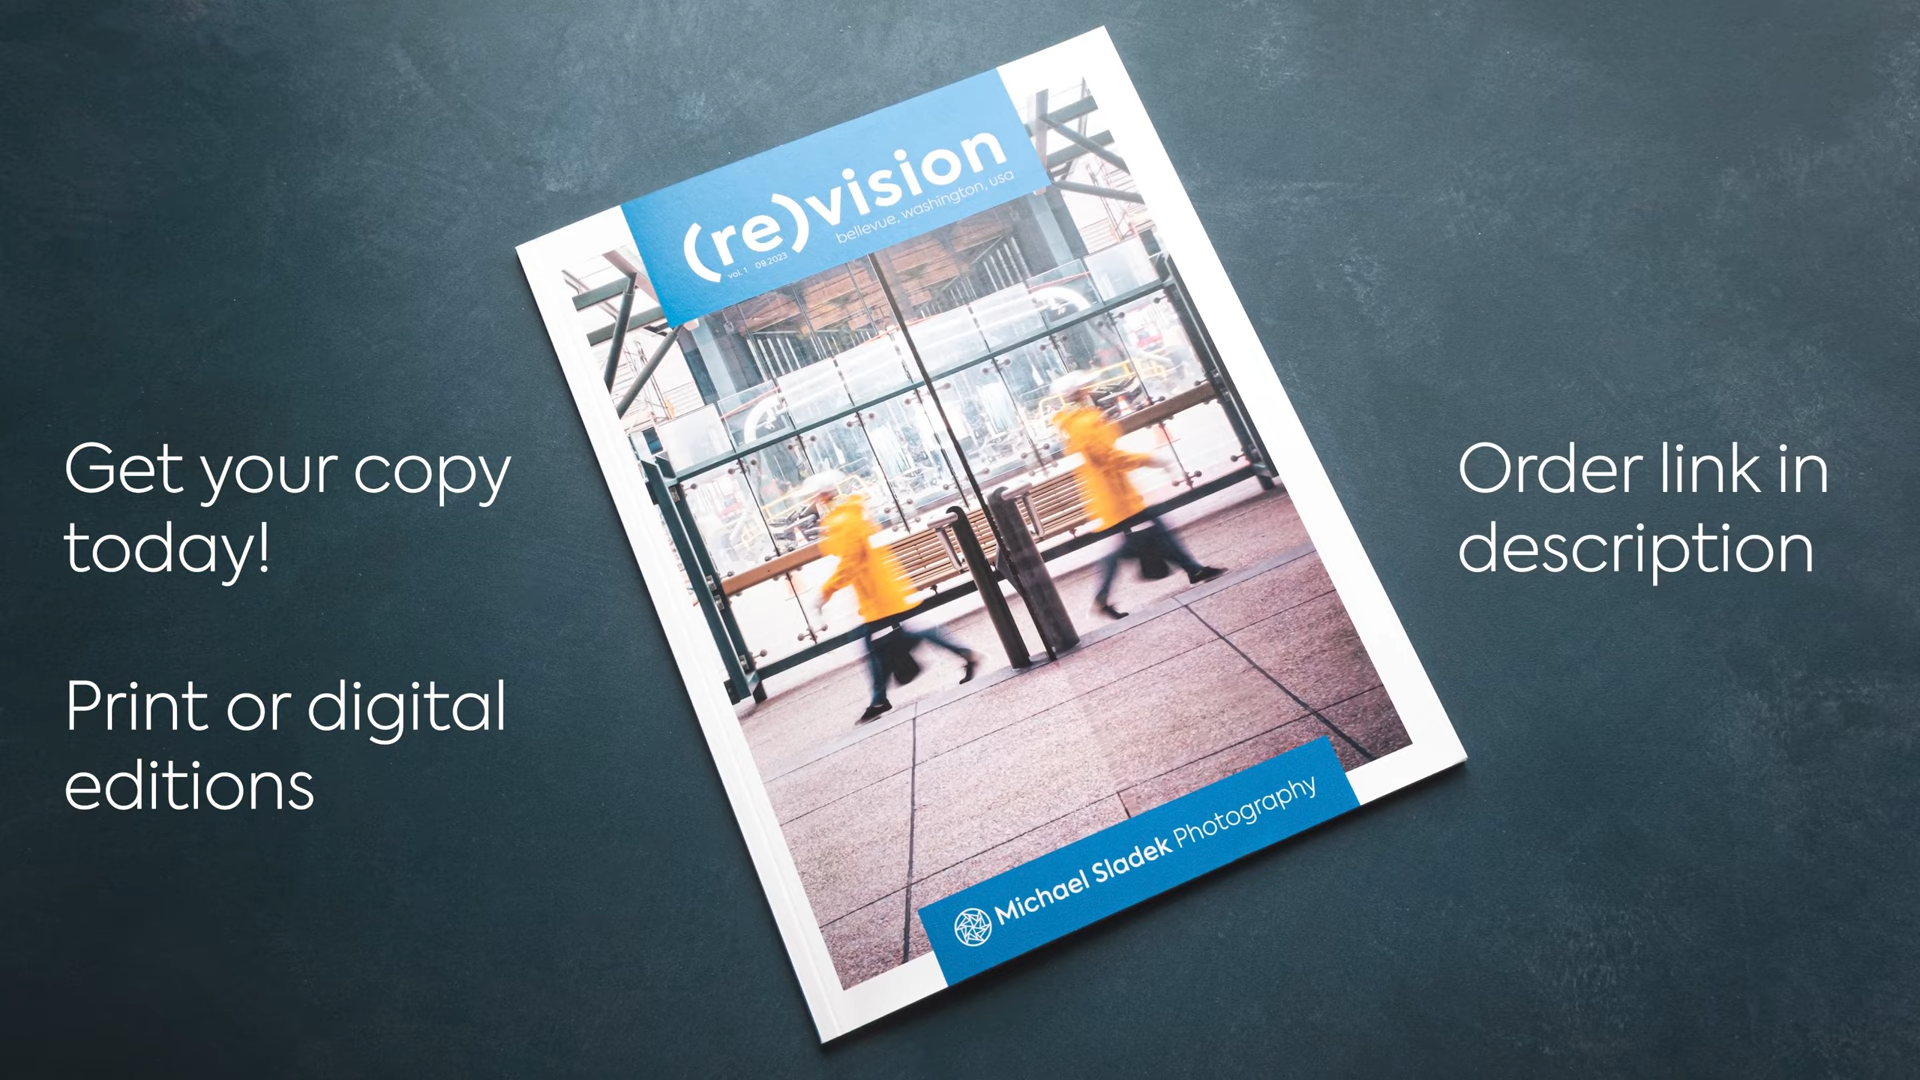 Get your copy
today!
Print or digital
editions
(re)vision
bellevue, washington, usa
vol. 1 09.2023
Michael Sladek Photography
Order link in
description